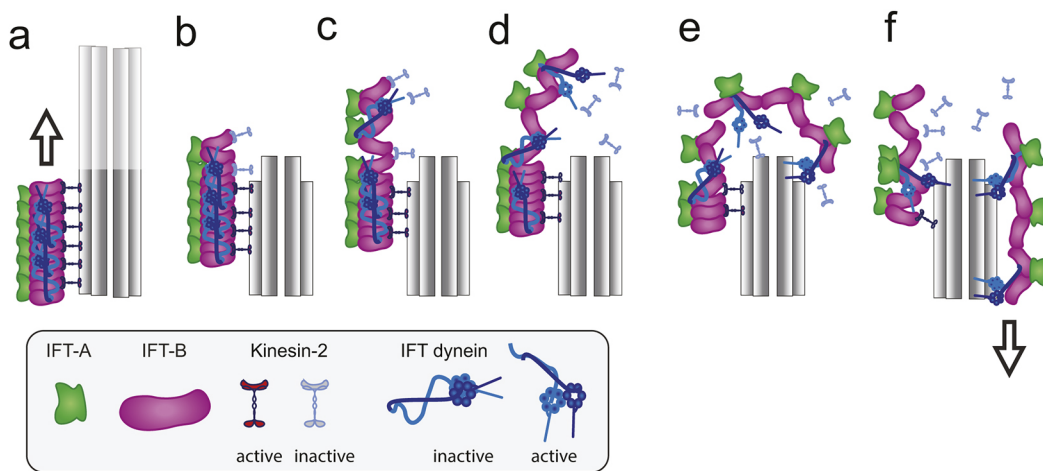 a b c d e f
IFT-A IFT-B Kinesin-2 IFT dynein
active inactive inactive active